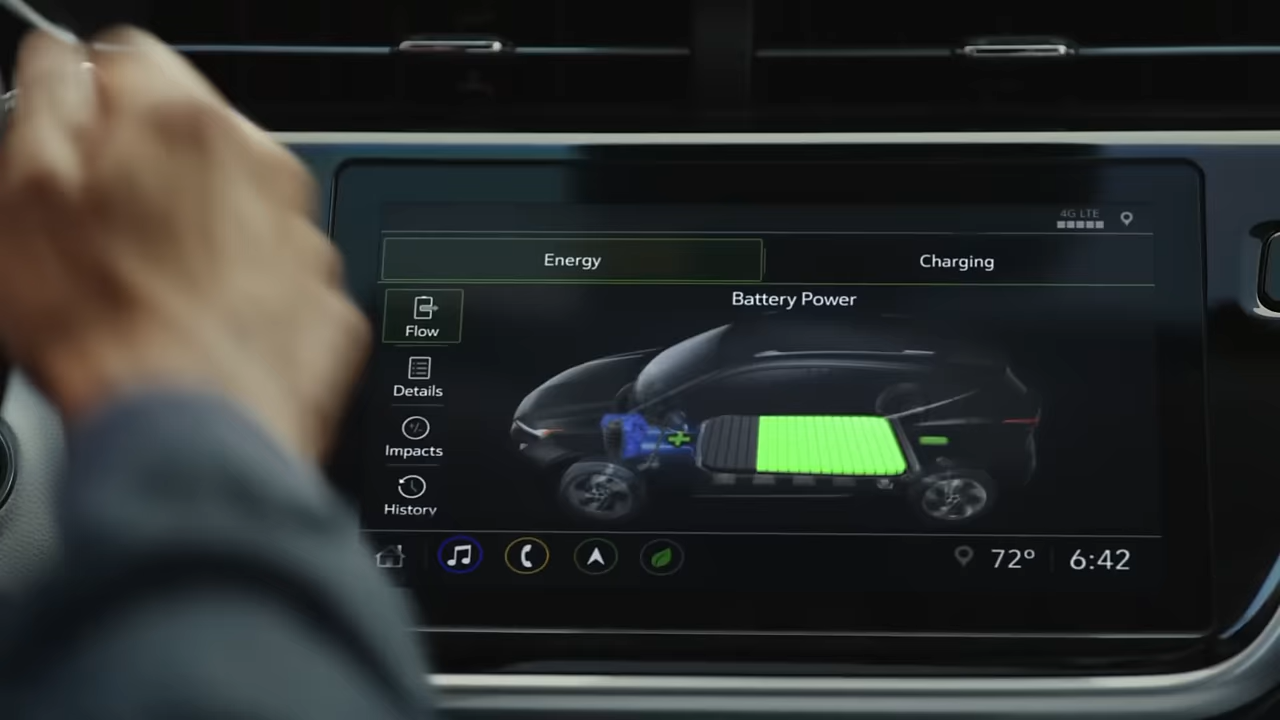 4G LTE
Energy
Charging
Battery Power
Flow
Details
Impacts
History
72° 6:42